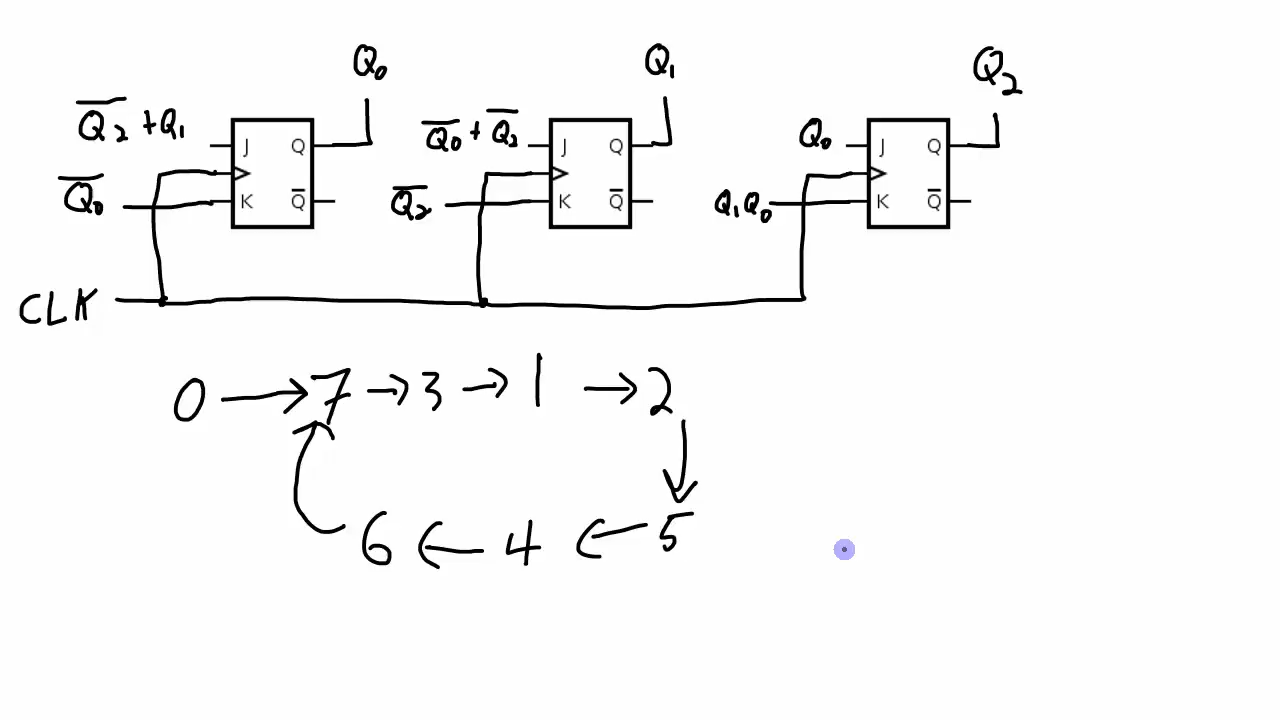 Q₀ Q₁ Q₂
Q̅₂ + Q₁ J Q Q̅₀ + Q̅₂ J Q Q₀ J Q
Q̅₀ K Q̅ Q̅₂ K Q̅ Q₁Q₀ K Q̅
CLK
0 → 7 → 3 → 1 → 2
6 ← 4 ← 5